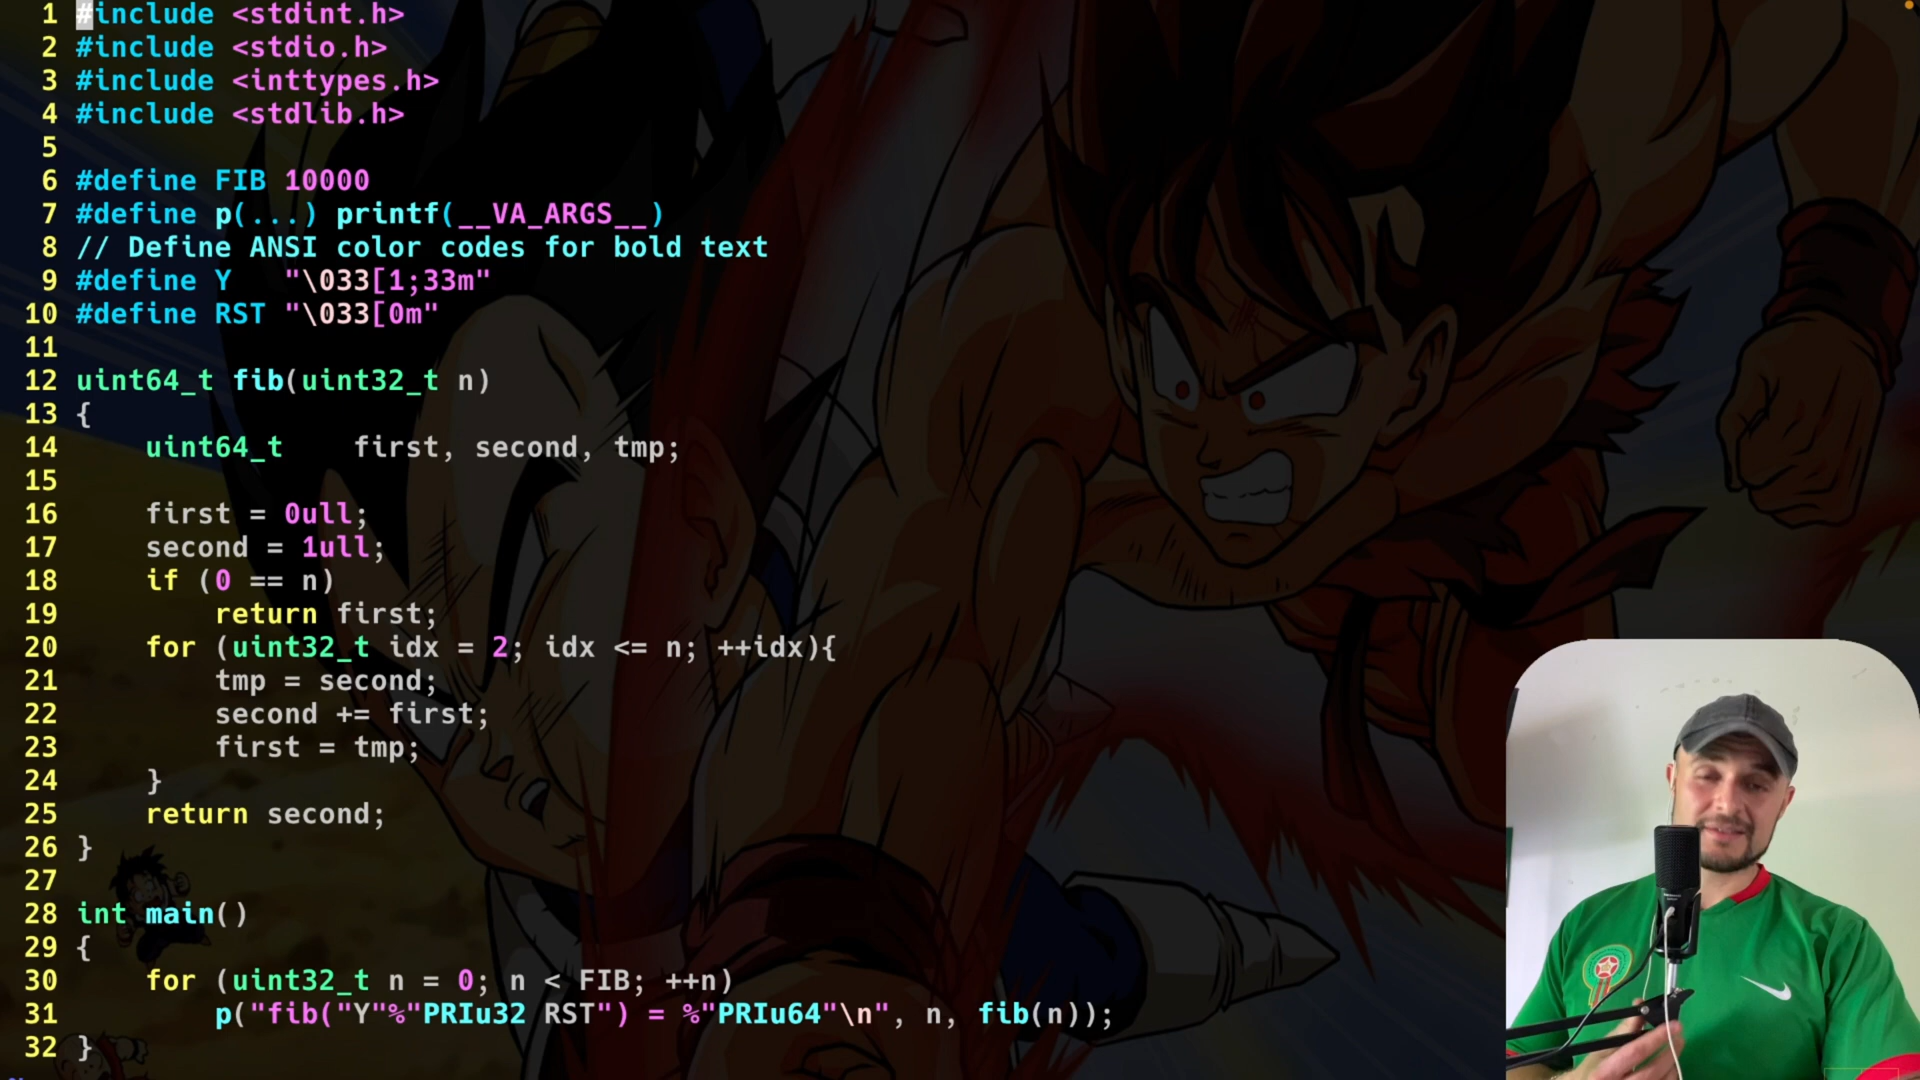 1 #include <stdint.h>
2 #include <stdio.h>
3 #include <inttypes.h>
4 #include <stdlib.h>
5
6 #define FIB 10000
7 #define p(...) printf(__VA_ARGS__)
8 // Define ANSI color codes for bold text
9 #define Y   "\033[1;33m"
10 #define RST "\033[0m"
11
12 uint64_t fib(uint32_t n)
13 {
14     uint64_t    first, second, tmp;
15
16     first = 0ull;
17     second = 1ull;
18     if (0 == n)
19         return first;
20     for (uint32_t idx = 2; idx <= n; ++idx){
21         tmp = second;
22         second += first;
23         first = tmp;
24     }
25     return second;
26 }
27
28 int main()
29 {
30     for (uint32_t n = 0; n < FIB; ++n)
31         p("fib("Y"%"PRIu32 RST") = %"PRIu64"\n", n, fib(n));
32 }